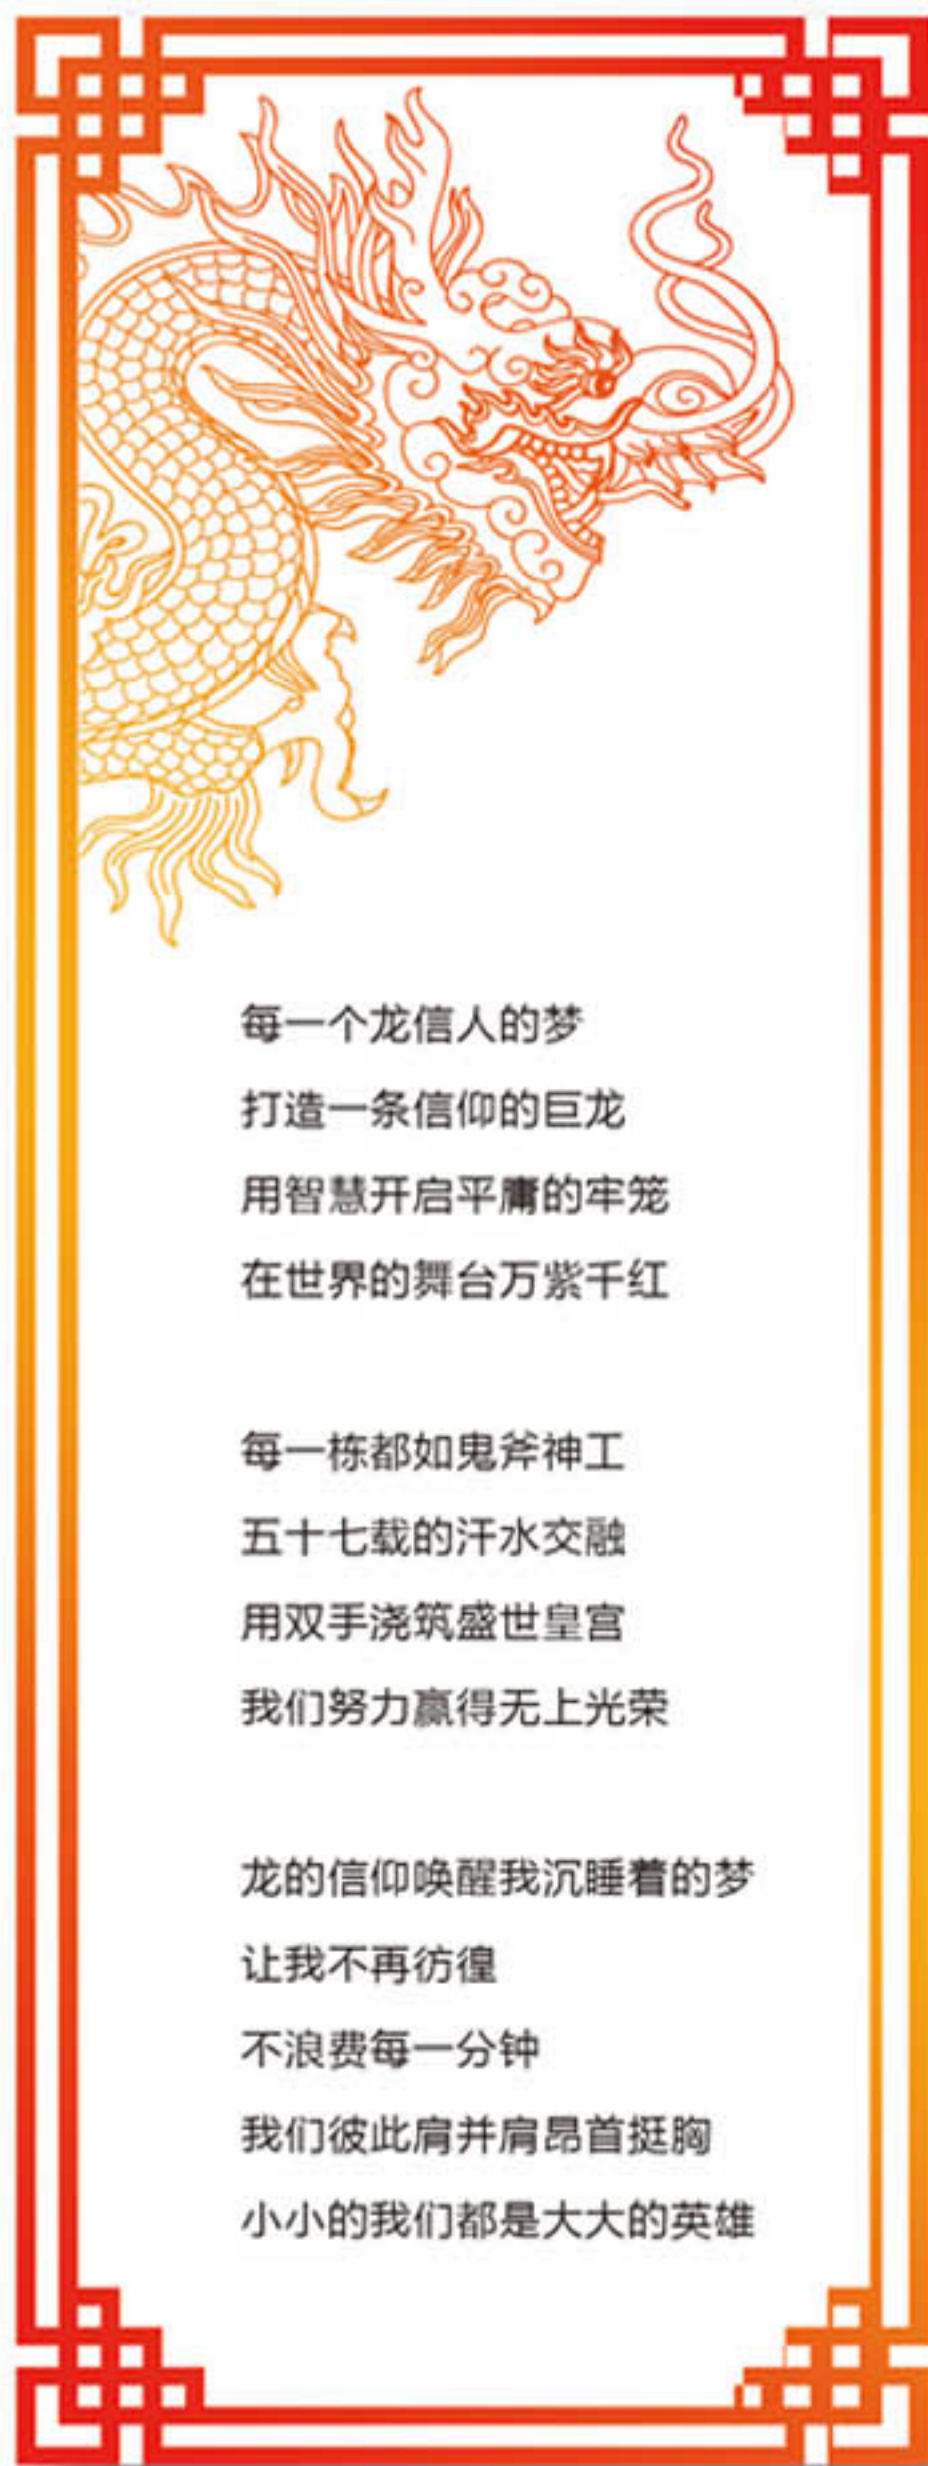 每一个龙信人的梦
打造一条信仰的巨龙
用智慧开启平庸的牢笼
在世界的舞台万紫千红
每一栋都如鬼斧神工
五十七载的汗水交融
用双手浇筑盛世皇宫
我们努力赢得无上光荣
龙的信仰唤醒我沉睡着的梦
让我不再彷徨
不浪费每一分钟
我们彼此肩并肩昂首挺胸
小小的我们都是大大的英雄